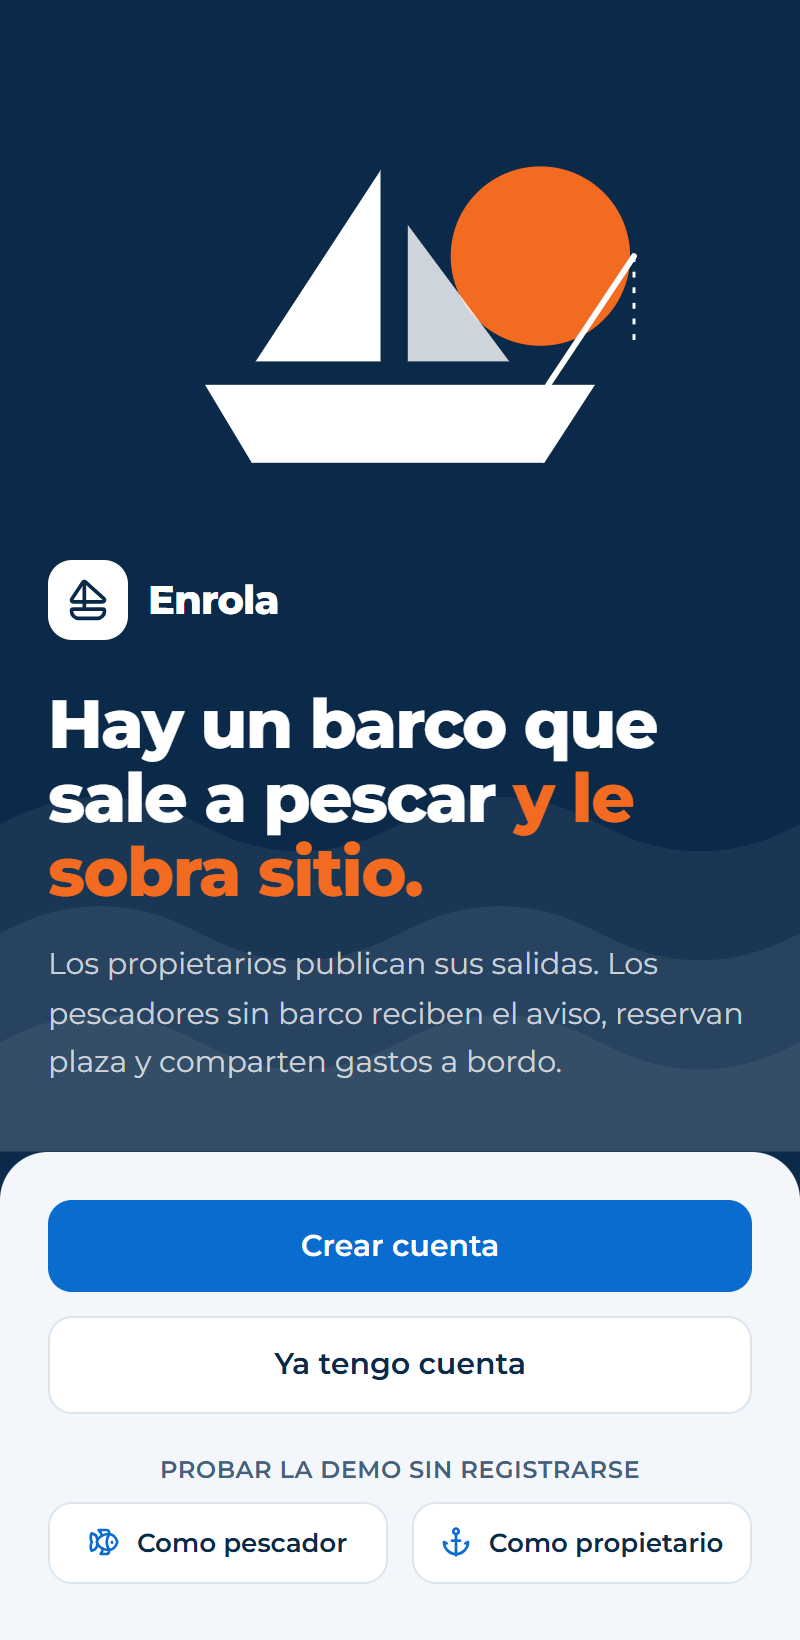 Enrola
Hay un barco que
sale a pescar y le
sobra sitio.
Los propietarios publican sus salidas. Los
pescadores sin barco reciben el aviso, reservan
plaza y comparten gastos a bordo.
Crear cuenta
Ya tengo cuenta
PROBAR LA DEMO SIN REGISTRARSE
Como pescador
Como propietario